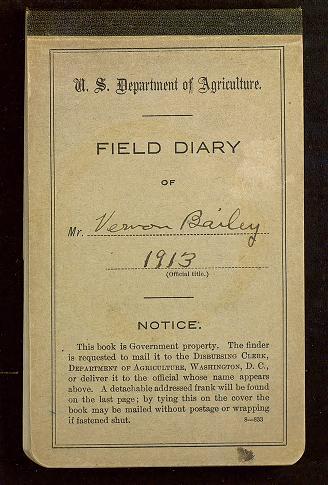 U. S. Department of Agriculture.
FIELD DIARY
OF
Mr. Vernon Bailey
1913
(Official title.)
NOTICE.
This book is Government property. The finder
is requested to mail it to the DISBURSING CLERK,
DEPARTMENT OF AGRICULTURE, WASHINGTON, D. C.,
or deliver it to the official whose name appears
above. A detachable addressed frank will be found
on the last page; by tying this on the cover the
book may be mailed without postage or wrapping
if fastened shut.
8—833